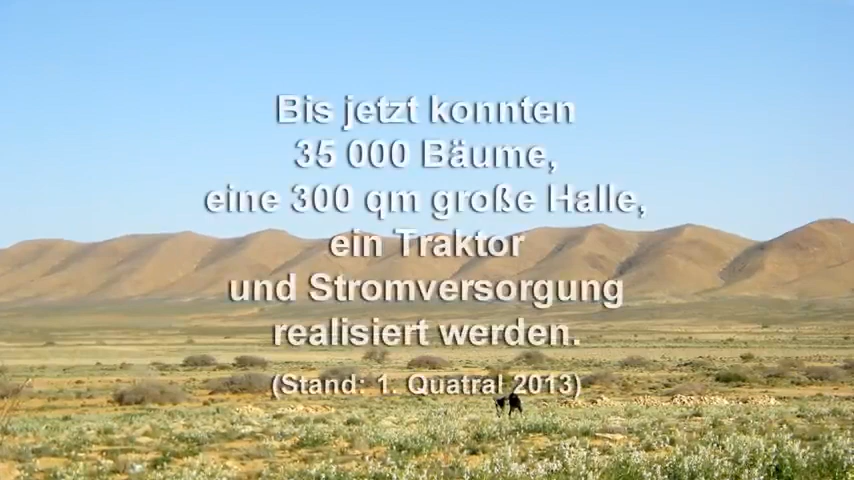 Bis jetzt konnten
35 000 Bäume,
eine 300 qm große Halle,
ein Traktor
und Stromversorgung
realisiert werden.
(Stand: 1. Quatral 2013)